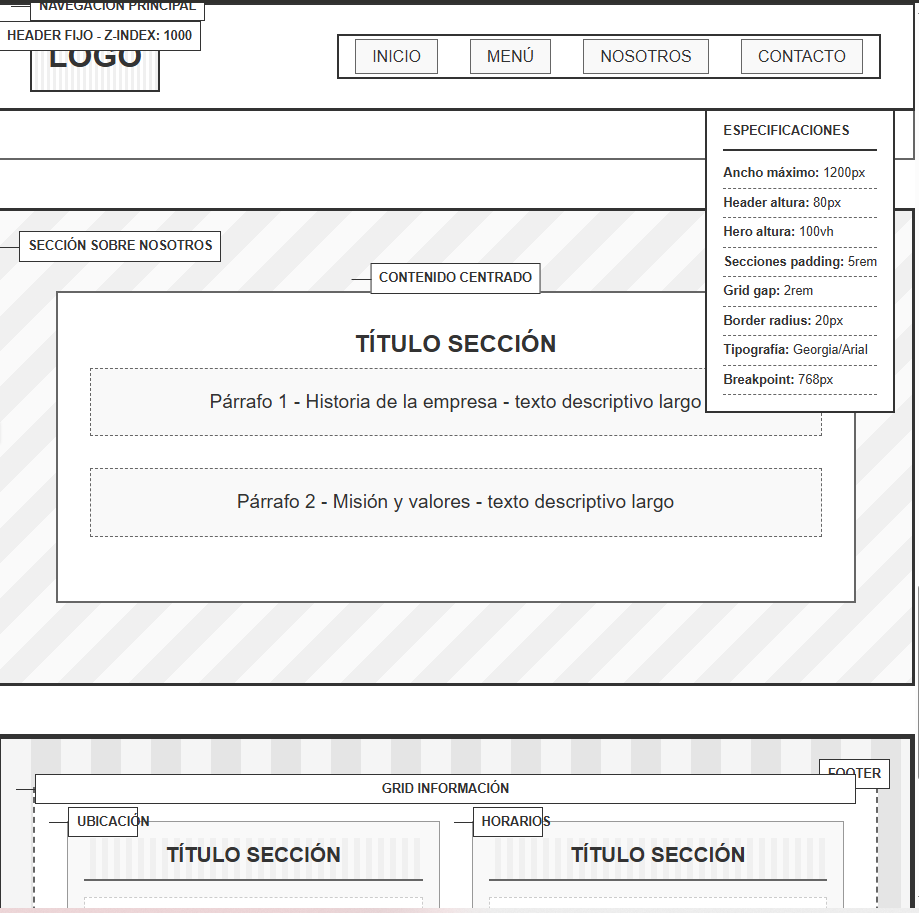 NAVEGACIÓN PRINCIPAL
HEADER FIJO - Z-INDEX: 1000
LOGO
INICIO
MENÚ
NOSOTROS
CONTACTO
ESPECIFICACIONES
Ancho máximo: 1200px
Header altura: 80px
Hero altura: 100vh
Secciones padding: 5rem
Grid gap: 2rem
Border radius: 20px
Tipografía: Georgia/Arial
Breakpoint: 768px
SECCIÓN SOBRE NOSOTROS
CONTENIDO CENTRADO
TÍTULO SECCIÓN
Párrafo 1 - Historia de la empresa - texto descriptivo largo
Párrafo 2 - Misión y valores - texto descriptivo largo
FOOTER
GRID INFORMACIÓN
UBICACIÓN
TÍTULO SECCIÓN
HORARIOS
TÍTULO SECCIÓN